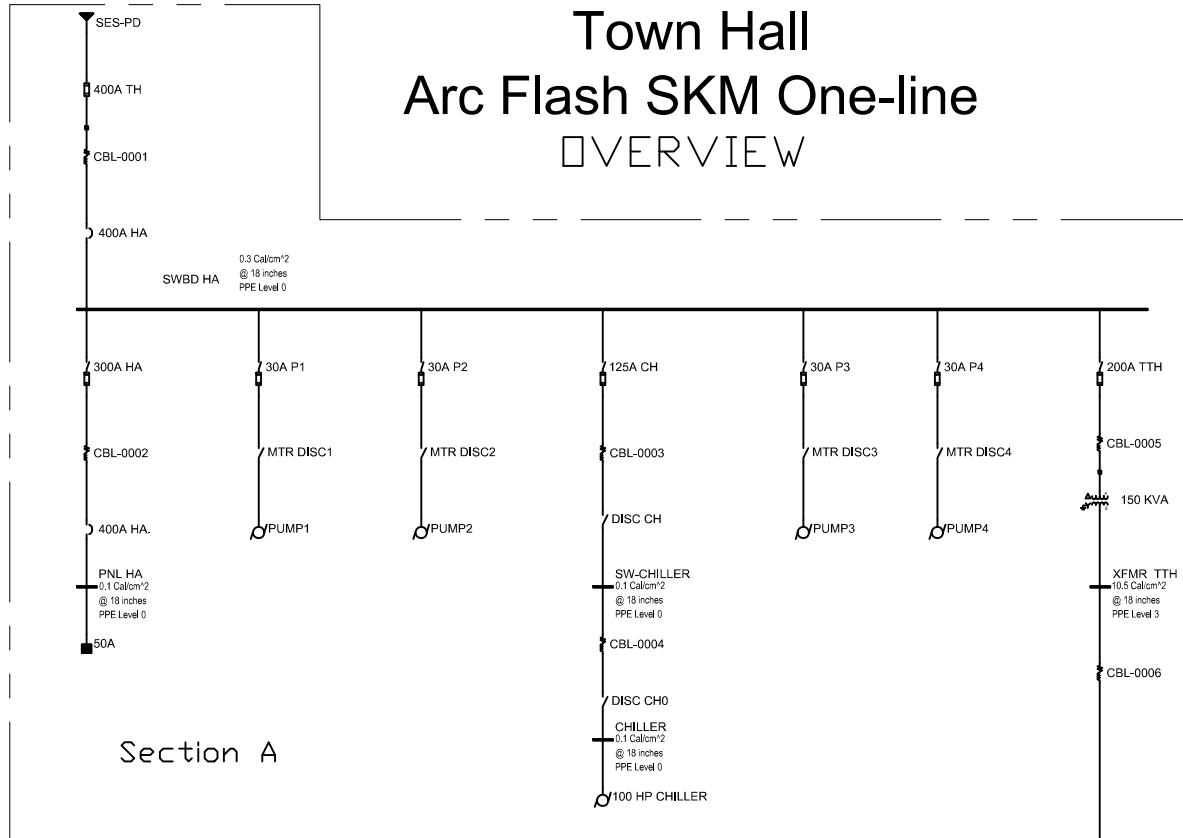 Town Hall
Arc Flash SKM One-line
OVERVIEW
SES-PD
400A TH
CBL-0001
400A HA
SWBD HA
0.3 Cal/cm^2
@ 18 inches
PPE Level 0
300A HA
30A P1
30A P2
125A CH
30A P3
30A P4
200A TTH
CBL-0002
MTR DISC1
MTR DISC2
CBL-0003
MTR DISC3
MTR DISC4
CBL-0005
150 KVA
400A HA.
PUMP1
PUMP2
DISC CH
PUMP3
PUMP4
PNL HA
0.1 Cal/cm^2
@ 18 inches
PPE Level 0
SW-CHILLER
0.1 Cal/cm^2
@ 18 inches
PPE Level 0
XFMR TTH
10.5 Cal/cm^2
@ 18 inches
PPE Level 3
50A
CBL-0004
CBL-0006
DISC CH0
CHILLER
0.1 Cal/cm^2
@ 18 inches
PPE Level 0
100 HP CHILLER
Section A